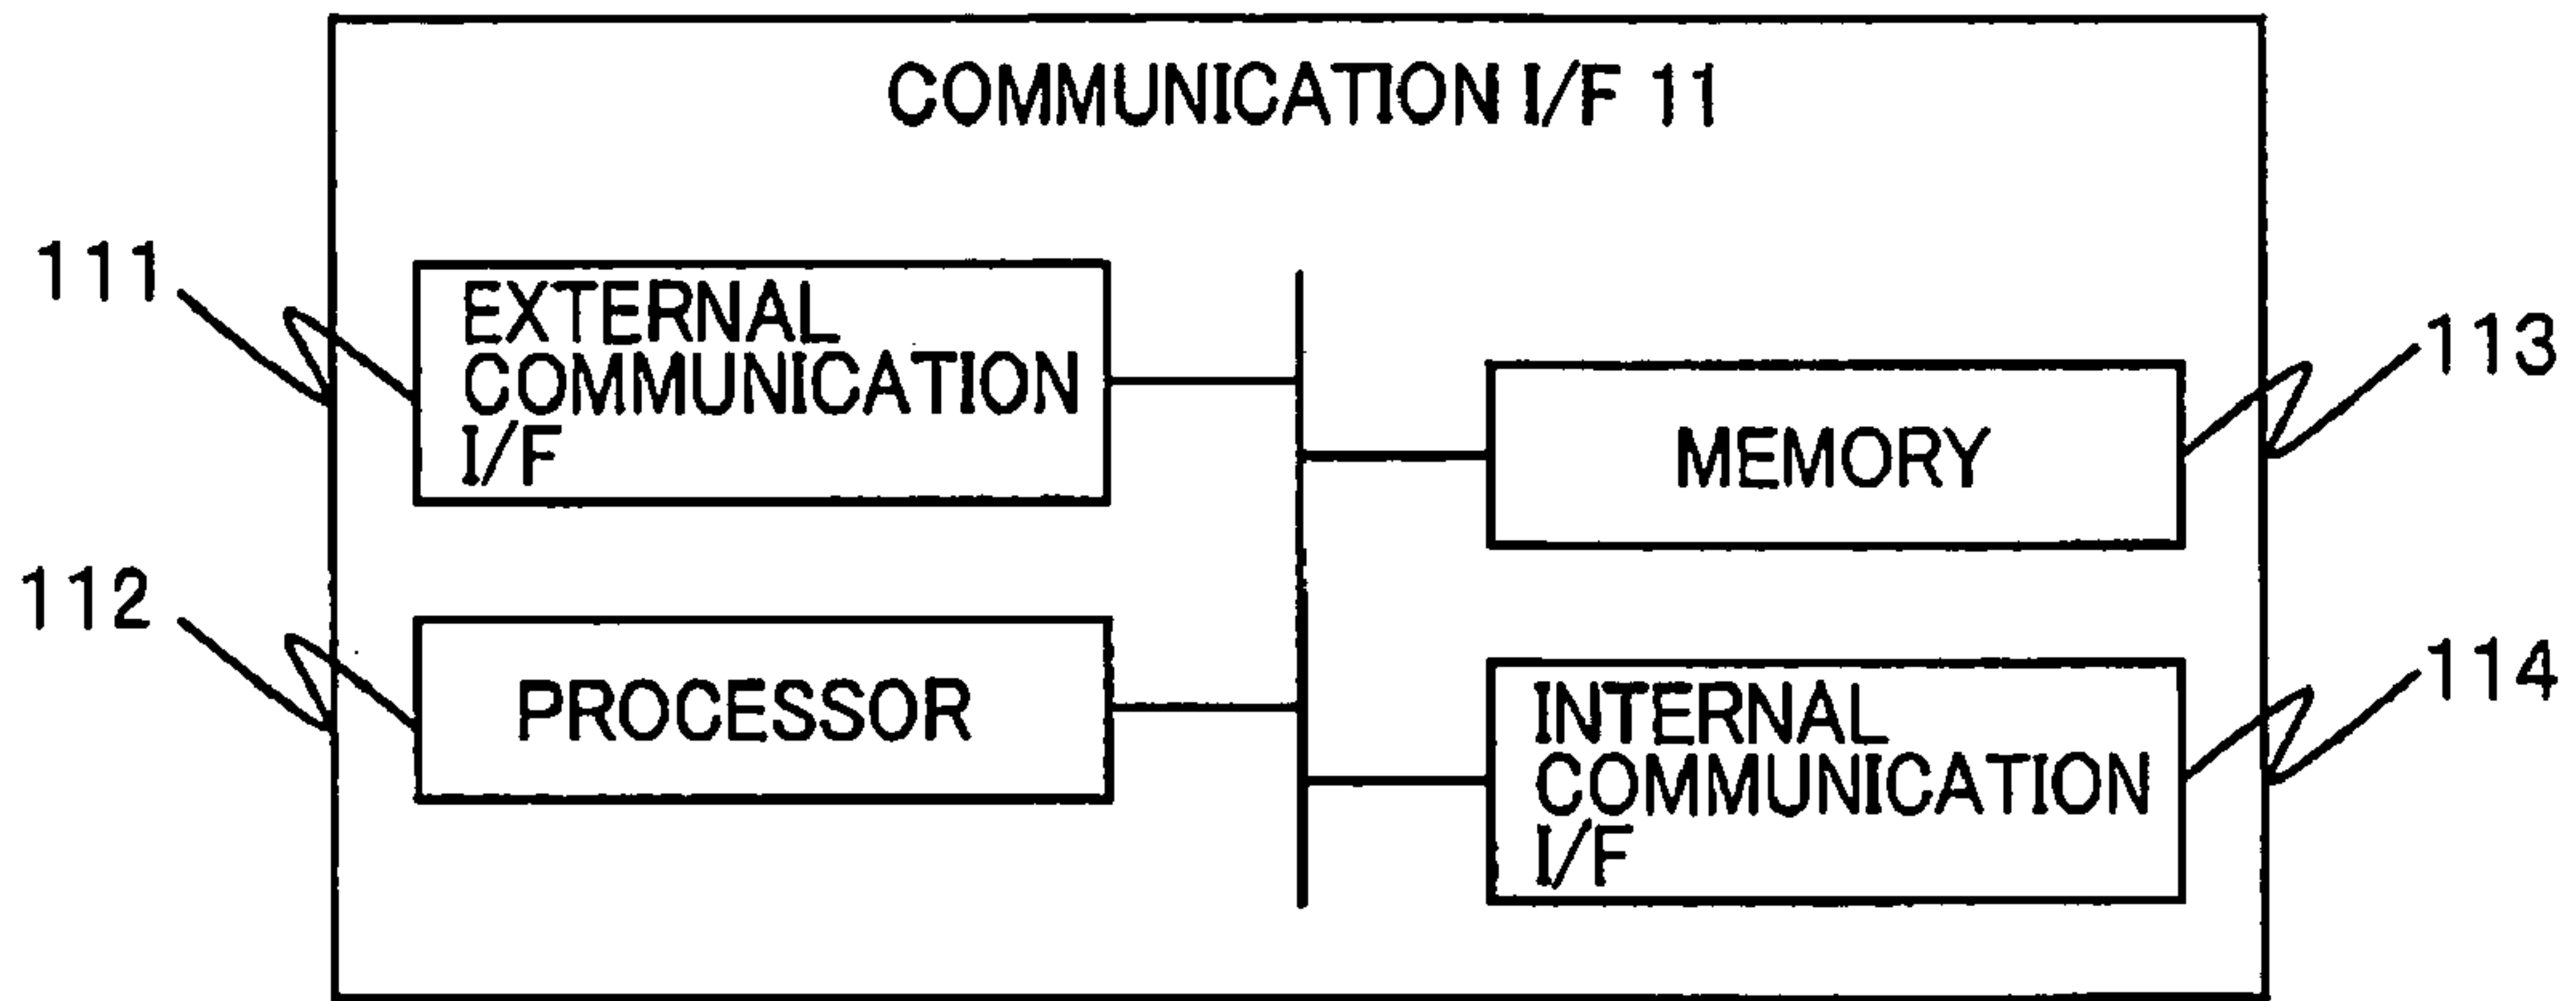 COMMUNICATION I/F 11
111
EXTERNAL
COMMUNICATION
I/F
113
MEMORY
112
PROCESSOR
114
INTERNAL
COMMUNICATION
I/F